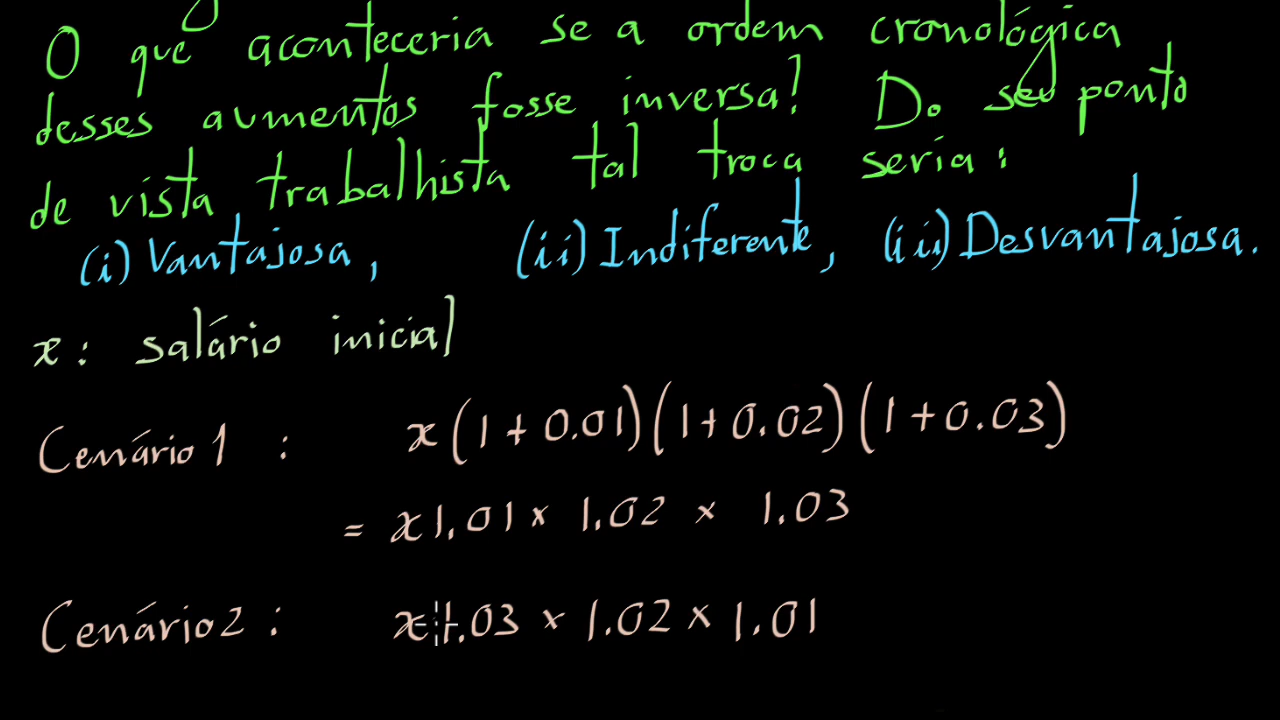 O que aconteceria se a ordem cronológica
desses aumentos fosse inversa? Do seu ponto
de vista trabalhista tal troca seria:
(i) Vantajosa, (ii) Indiferente, (iii) Desvantajosa.
x: salário inicial
Cenário 1 : x(1+0.01)(1+0.02)(1+0.03)
= x1.01 × 1.02 × 1.03
Cenário 2 : x1.03 × 1.02 × 1.01